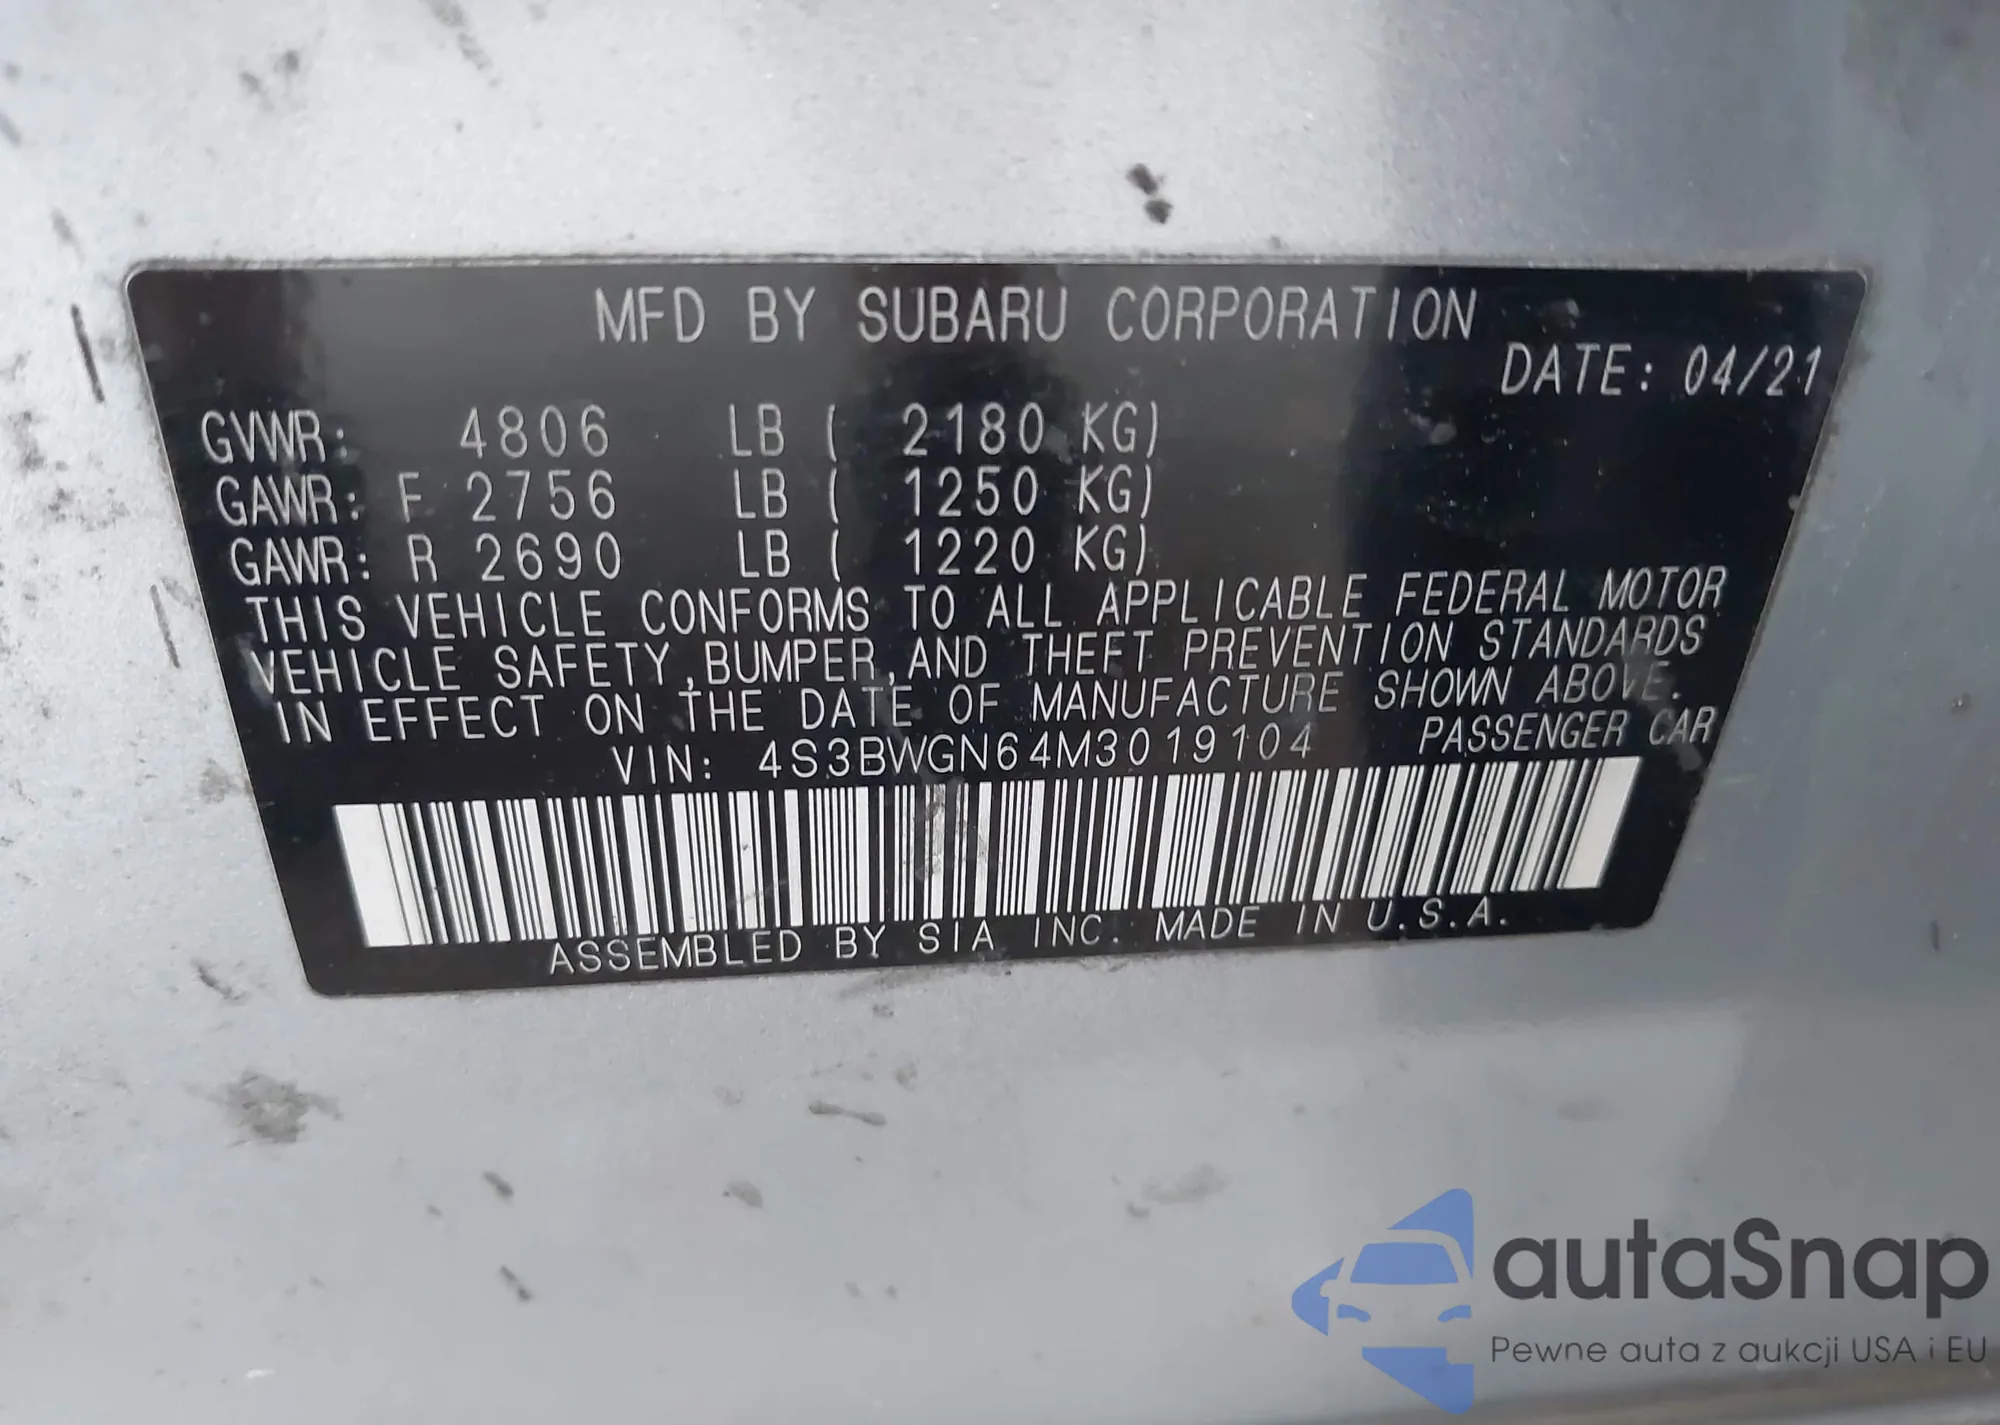 MFD BY SUBARU CORPORATION
DATE: 04/21
GVWR: 4806 LB ( 2180 KG)
GAWR: F 2756 LB ( 1250 KG)
GAWR: R 2690 LB ( 1220 KG)
THIS VEHICLE CONFORMS TO ALL APPLICABLE FEDERAL MOTOR
VEHICLE SAFETY,BUMPER,AND THEFT PREVENTION STANDARDS
IN EFFECT ON THE DATE OF MANUFACTURE SHOWN ABOVE.
VIN: 4S3BWGN64M3019104 PASSENGER CAR
ASSEMBLED BY SIA INC. MADE IN U.S.A.
autaSnap
Pewne auta z aukcji USA i EU